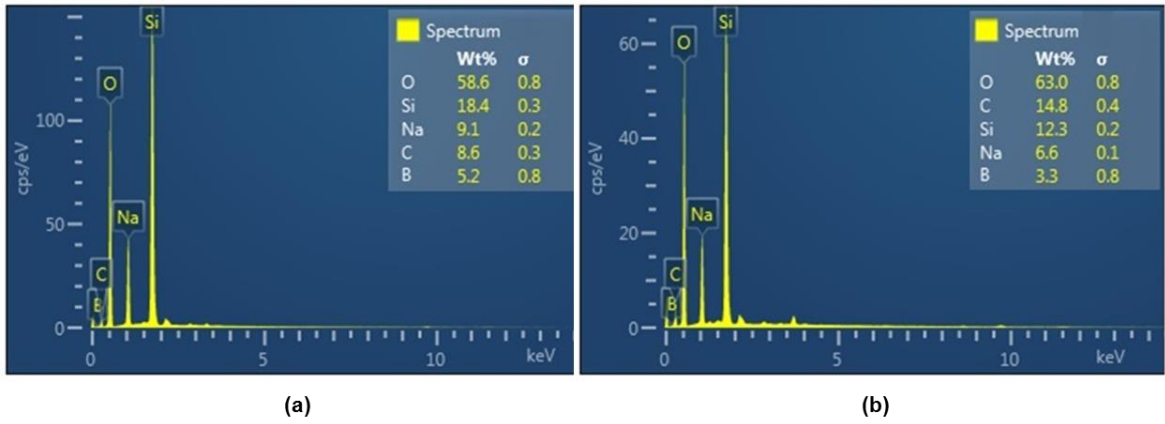 Si
Spectrum
Wt% σ
O 58.6 0.8
Si 18.4 0.3
Na 9.1 0.2
C 8.6 0.3
B 5.2 0.8
O
Na
C
B
cps/eV
100
50
0
0 5 10 keV
(a)
Si
Spectrum
Wt% σ
O 63.0 0.8
C 14.8 0.4
Si 12.3 0.2
Na 6.6 0.1
B 3.3 0.8
O
Na
C
B
cps/eV
60
40
20
0
0 5 10 keV
(b)